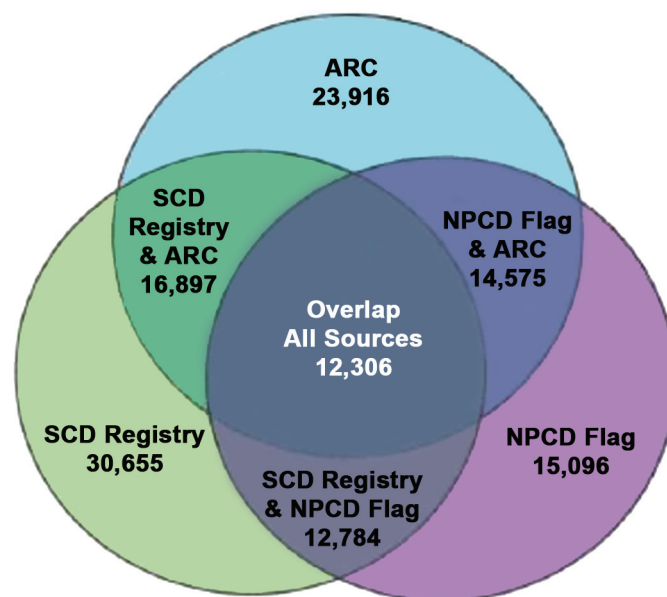 ARC
23,916
SCD
Registry
& ARC
16,897
NPCD Flag
& ARC
14,575
Overlap
All Sources
12,306
SCD Registry
30,655
NPCD Flag
15,096
SCD Registry
& NPCD Flag
12,784